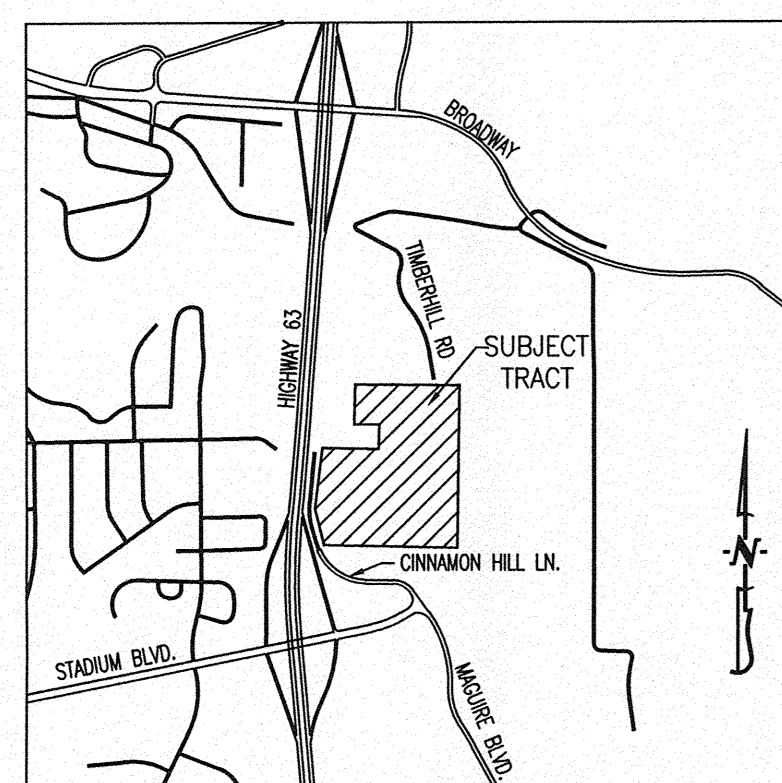 BROADWAY
TIMBERHILL RD
HIGHWAY 63
SUBJECT
TRACT
N
CINNAMON HILL LN.
STADIUM BLVD.
MAGUIRE BLVD.